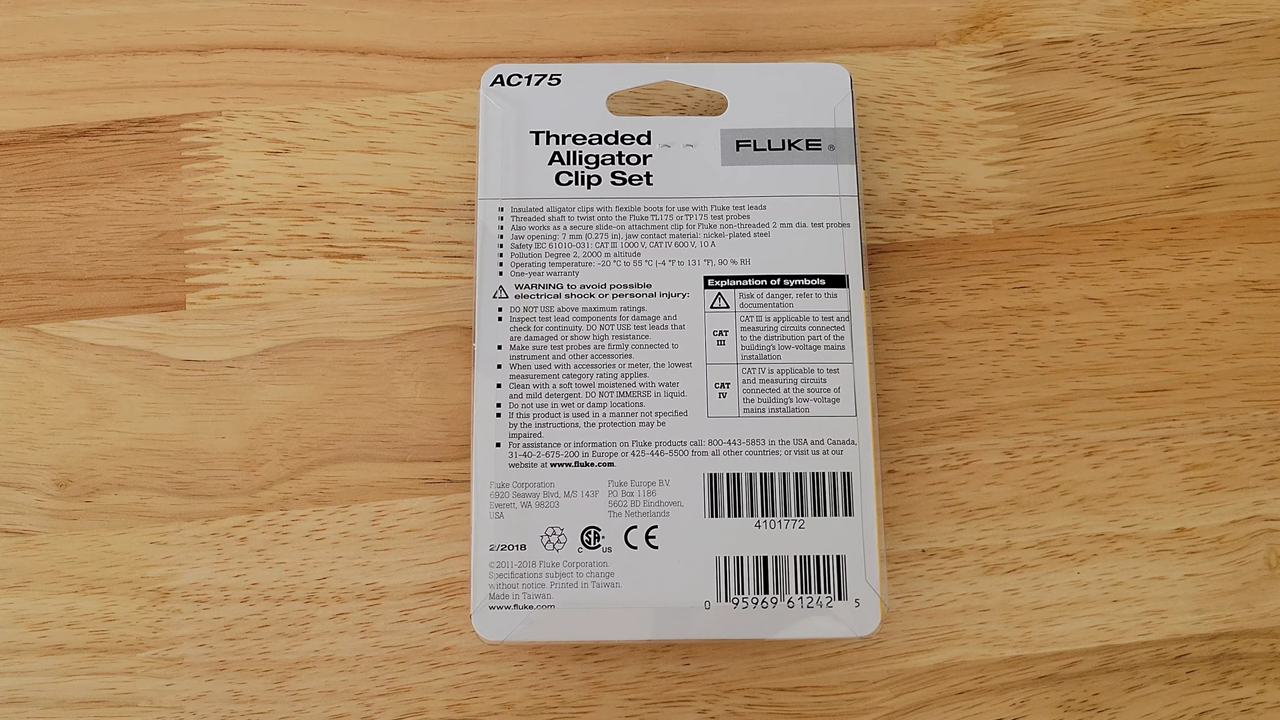 AC175
Threaded
Alligator
Clip Set
FLUKE ®
Insulated alligator clips with flexible boots for use with Fluke test leads
Threaded shaft to twist onto the Fluke TL175 or TP175 test probes
Also works as a secure slide-on attachment clip for Fluke non-threaded 2 mm dia. test probes
Jaw opening: 7 mm (0.275 in), jaw contact material: nickel-plated steel
Safety IEC 61010-031: CAT III 1000 V, CAT IV 600 V, 10 A
Pollution Degree 2, 2000 m altitude
Operating temperature: -20 °C to 55 °C (-4 °F to 131 °F), 90 % RH
One-year warranty
WARNING to avoid possible
electrical shock or personal injury:
DO NOT USE above maximum ratings.
Inspect test lead components for damage and
check for continuity. DO NOT USE test leads that
are damaged or show high resistance.
Make sure test probes are firmly connected to
instrument and other accessories.
When used with accessories or meter, the lowest
measurement category rating applies.
Clean with a soft towel moistened with water
and mild detergent. DO NOT IMMERSE in liquid.
Do not use in wet or damp locations.
If this product is used in a manner not specified
by the instructions, the protection may be
impaired.
Explanation of symbols
Risk of danger, refer to this
documentation
CAT
III
CAT III is applicable to test and
measuring circuits connected
to the distribution part of the
building's low-voltage mains
installation
CAT
IV
CAT IV is applicable to test
and measuring circuits
connected at the source of
the building's low-voltage
mains installation
For assistance or information on Fluke products call: 800-443-5853 in the USA and Canada,
31-40-2-675-200 in Europe or 425-446-5500 from all other countries; or visit us at our
website at www.fluke.com.
Fluke Corporation
6920 Seaway Blvd, M/S 143F
Everett, WA 98203
USA
Fluke Europe B.V.
PO Box 1186
5602 BD Eindhoven,
The Netherlands
4101772
2/2018
C SA® US
CE
©2011-2018 Fluke Corporation.
Specifications subject to change
without notice. Printed in Taiwan.
Made in Taiwan.
www.fluke.com
0 95969 61242 5